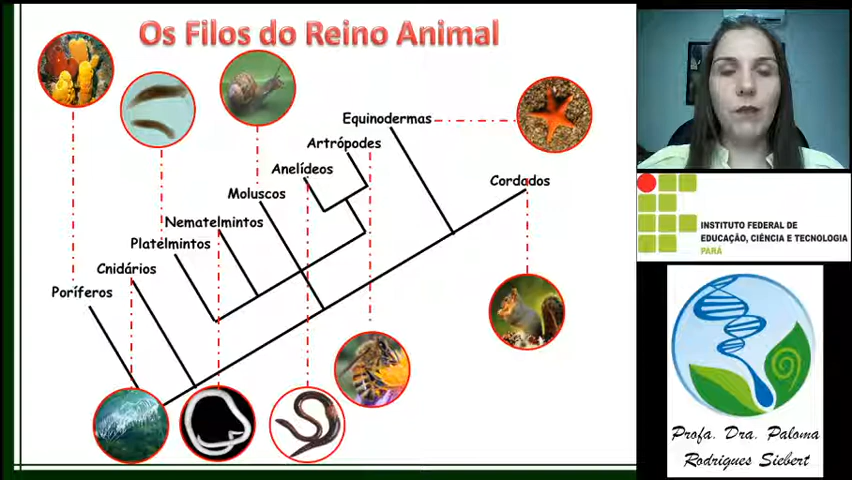 Os Filos do Reino Animal
Equinodermas
Artrópodes
Anelídeos
Cordados
Moluscos
Nematelmintos
Platelmintos
Cnidários
Poríferos
INSTITUTO FEDERAL DE
EDUCAÇÃO, CIÊNCIA E TECNOLOGIA
PARÁ
Profa. Dra. Paloma
Rodrigues Siebert